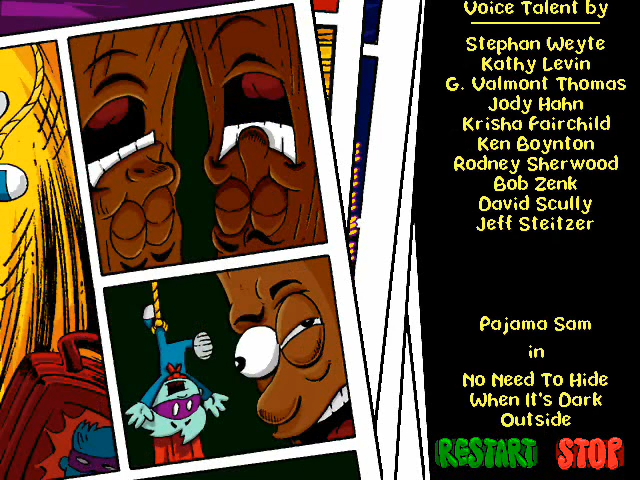 Voice Talent by
Stephan Weyte
Kathy Levin
G. Valmont Thomas
Jody Hahn
Krisha Fairchild
Ken Boynton
Rodney Sherwood
Bob Zenk
David Scully
Jeff Steitzer
Pajama Sam
in
No Need To Hide
When It's Dark
Outside
RESTART STOP